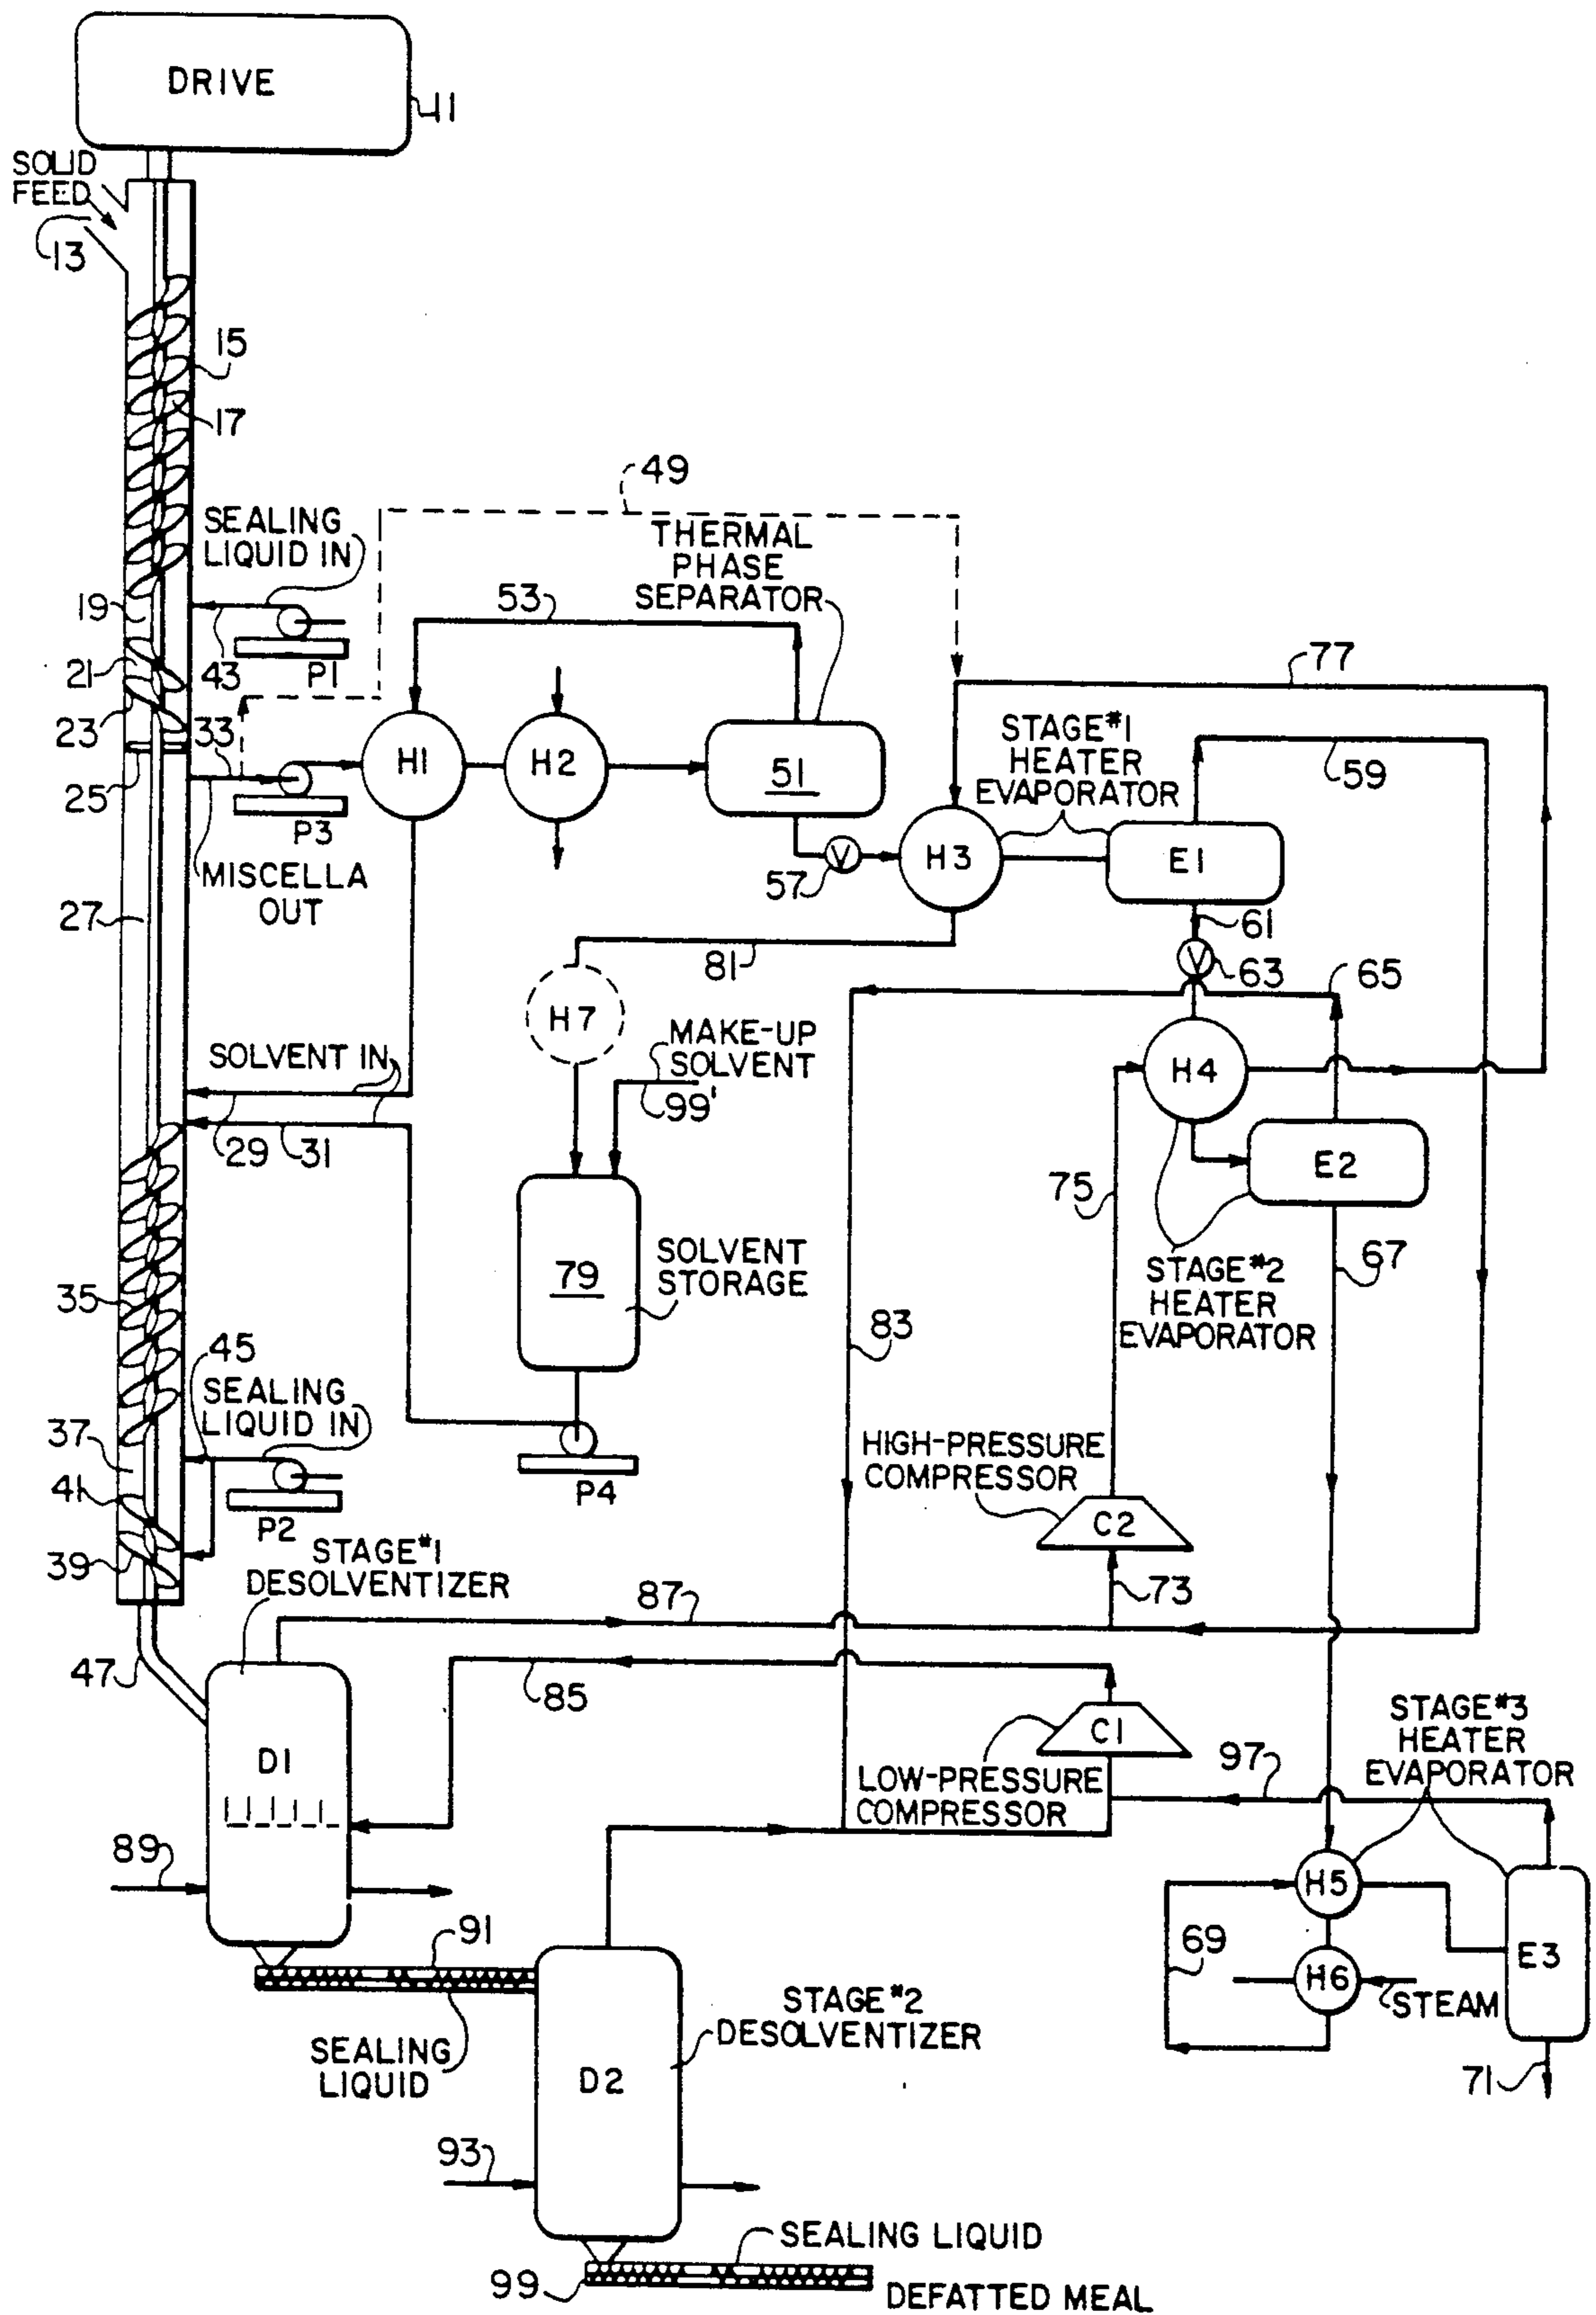 DRIVE
11
SOLID
FEED
13
15
17
49
SEALING
LIQUID IN
THERMAL
PHASE
SEPARATOR
53
19
21
43
P1
77
23
33
STAGE#1
HEATER
EVAPORATOR
59
H1
H2
51
25
P3
V
H3
E1
57
MISCELLA
OUT
61
27
81
V
63
65
H7
MAKE-UP
SOLVENT
SOLVENT IN
H4
99'
29
31
E2
75
67
79
SOLVENT
STORAGE
STAGE#2
HEATER
EVAPORATOR
35
83
45
SEALING
LIQUID IN
37
HIGH-PRESSURE
COMPRESSOR
41
P2
P4
C2
39
STAGE#1
DESOLVENTIZER
87
73
47
85
STAGE#3
HEATER
EVAPORATOR
C1
D1
97
LOW-PRESSURE
COMPRESSOR
89
H5
91
69
E3
H6
STEAM
STAGE#2
DESOLVENTIZER
SEALING
LIQUID
D2
71
93
SEALING LIQUID
99
DEFATTED MEAL